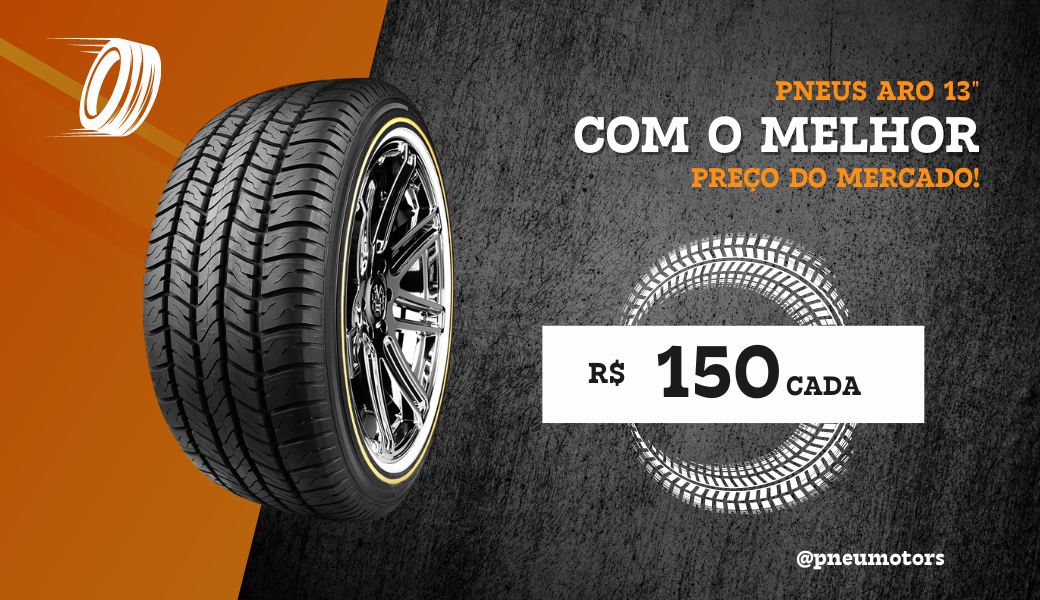 PNEUS ARO 13"
COM O MELHOR
PREÇO DO MERCADO!
R$ 150 CADA
@pneumotors